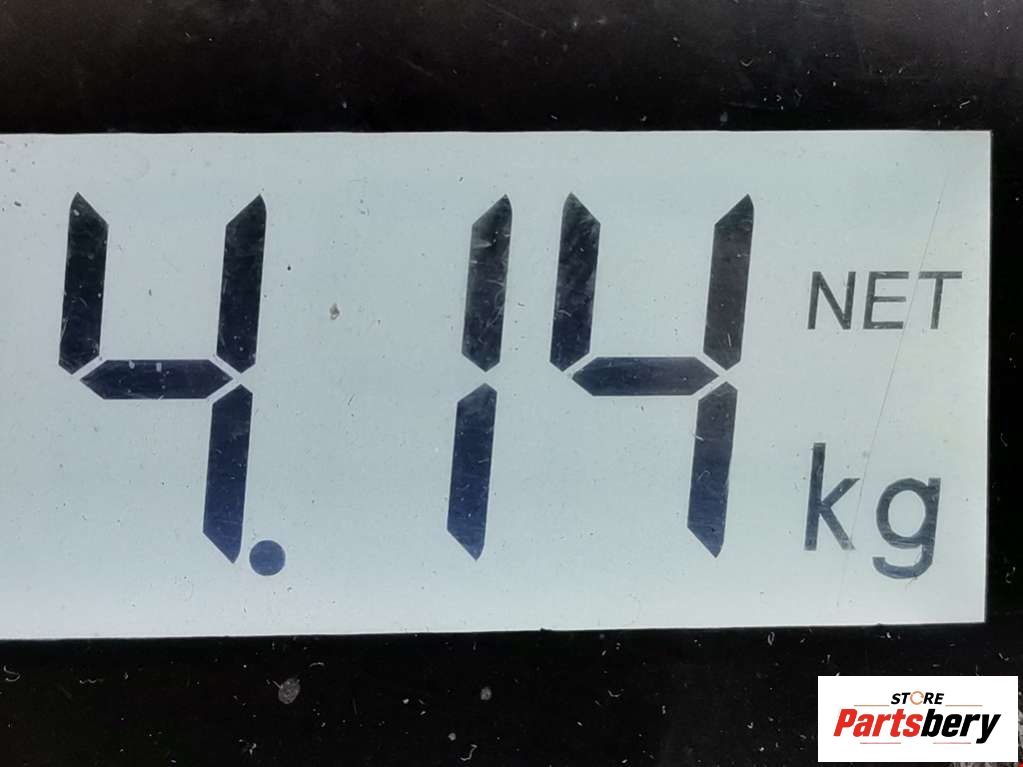 4.14 NET
kg
STORE
Partsbery